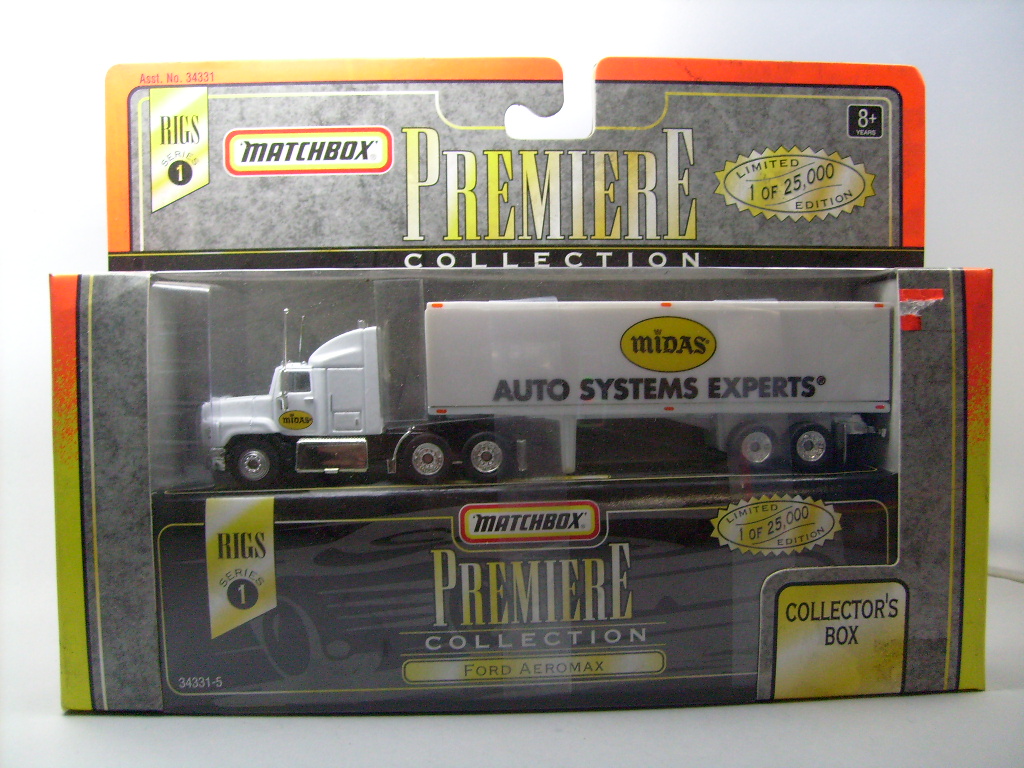 Asst. No. 34331
RIGS
SERIES
1
MATCHBOX®
PREMIERE
COLLECTION
LIMITED
1 OF 25,000
EDITION
8+
YEARS
MIDAS®
AUTO SYSTEMS EXPERTS®
MIDAS
RIGS
SERIES
1
MATCHBOX®
PREMIERE
COLLECTION
FORD AEROMAX
LIMITED
1 OF 25,000
EDITION
COLLECTOR'S
BOX
34331-5